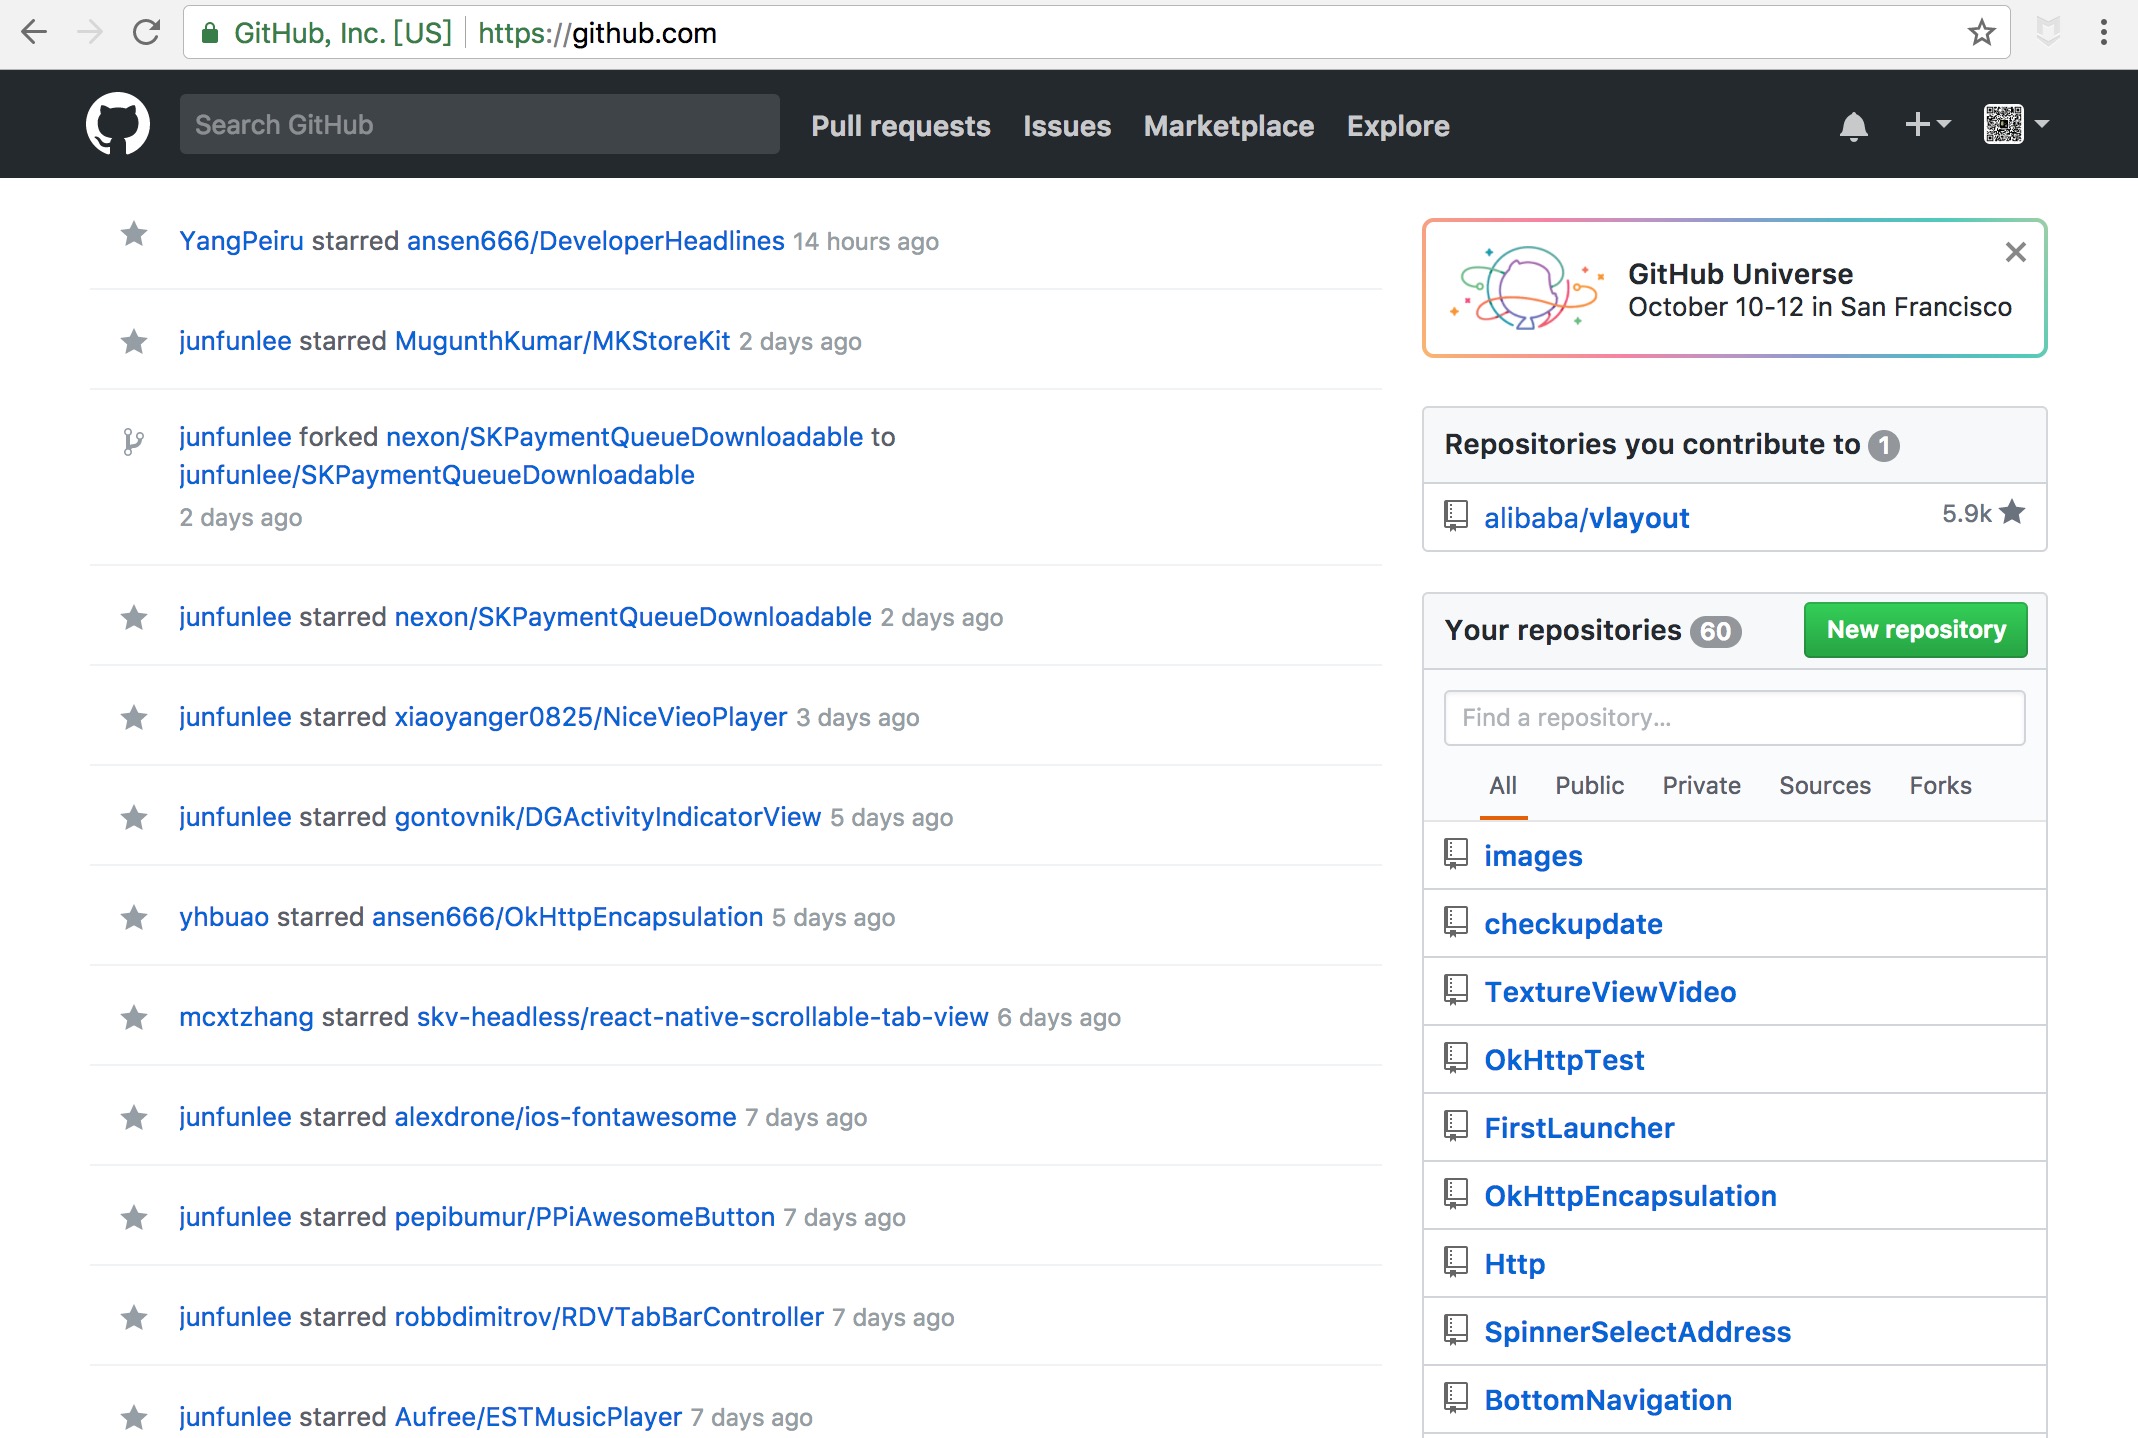 GitHub, Inc. [US] https://github.com
Search GitHub
Pull requests Issues Marketplace Explore
YangPeiru starred ansen666/DeveloperHeadlines 14 hours ago
junfunlee starred MugunthKumar/MKStoreKit 2 days ago
junfunlee forked nexon/SKPaymentQueueDownloadable to
junfunlee/SKPaymentQueueDownloadable
2 days ago
junfunlee starred nexon/SKPaymentQueueDownloadable 2 days ago
junfunlee starred xiaoyanger0825/NiceVieoPlayer 3 days ago
junfunlee starred gontovnik/DGActivityIndicatorView 5 days ago
yhbuao starred ansen666/OkHttpEncapsulation 5 days ago
mcxtzhang starred skv-headless/react-native-scrollable-tab-view 6 days ago
junfunlee starred alexdrone/ios-fontawesome 7 days ago
junfunlee starred pepibumur/PPiAwesomeButton 7 days ago
junfunlee starred robbdimitrov/RDVTabBarController 7 days ago
junfunlee starred Aufree/ESTMusicPlayer 7 days ago
GitHub Universe
October 10-12 in San Francisco
Repositories you contribute to 1
alibaba/vlayout 5.9k
Your repositories 60 New repository
Find a repository...
All Public Private Sources Forks
images
checkupdate
TextureViewVideo
OkHttpTest
FirstLauncher
OkHttpEncapsulation
Http
SpinnerSelectAddress
BottomNavigation